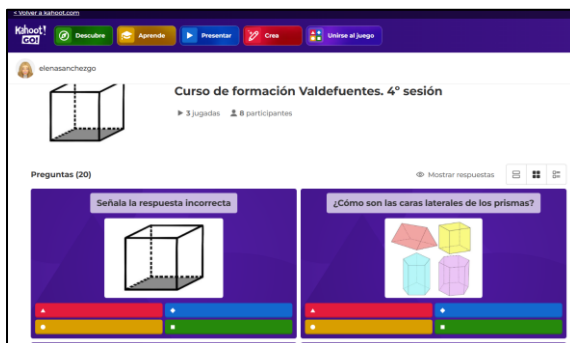 < Volver a kahoot.com
Kahoot!
GO!
Descubre
Aprende
Presentar
Crea
Unirse al juego
elenasanchezgo
Curso de formación Valdefuentes. 4º sesión
3 jugadas 8 participantes
Preguntas (20)
Mostrar respuestas
Señala la respuesta incorrecta
¿Cómo son las caras laterales de los prismas?